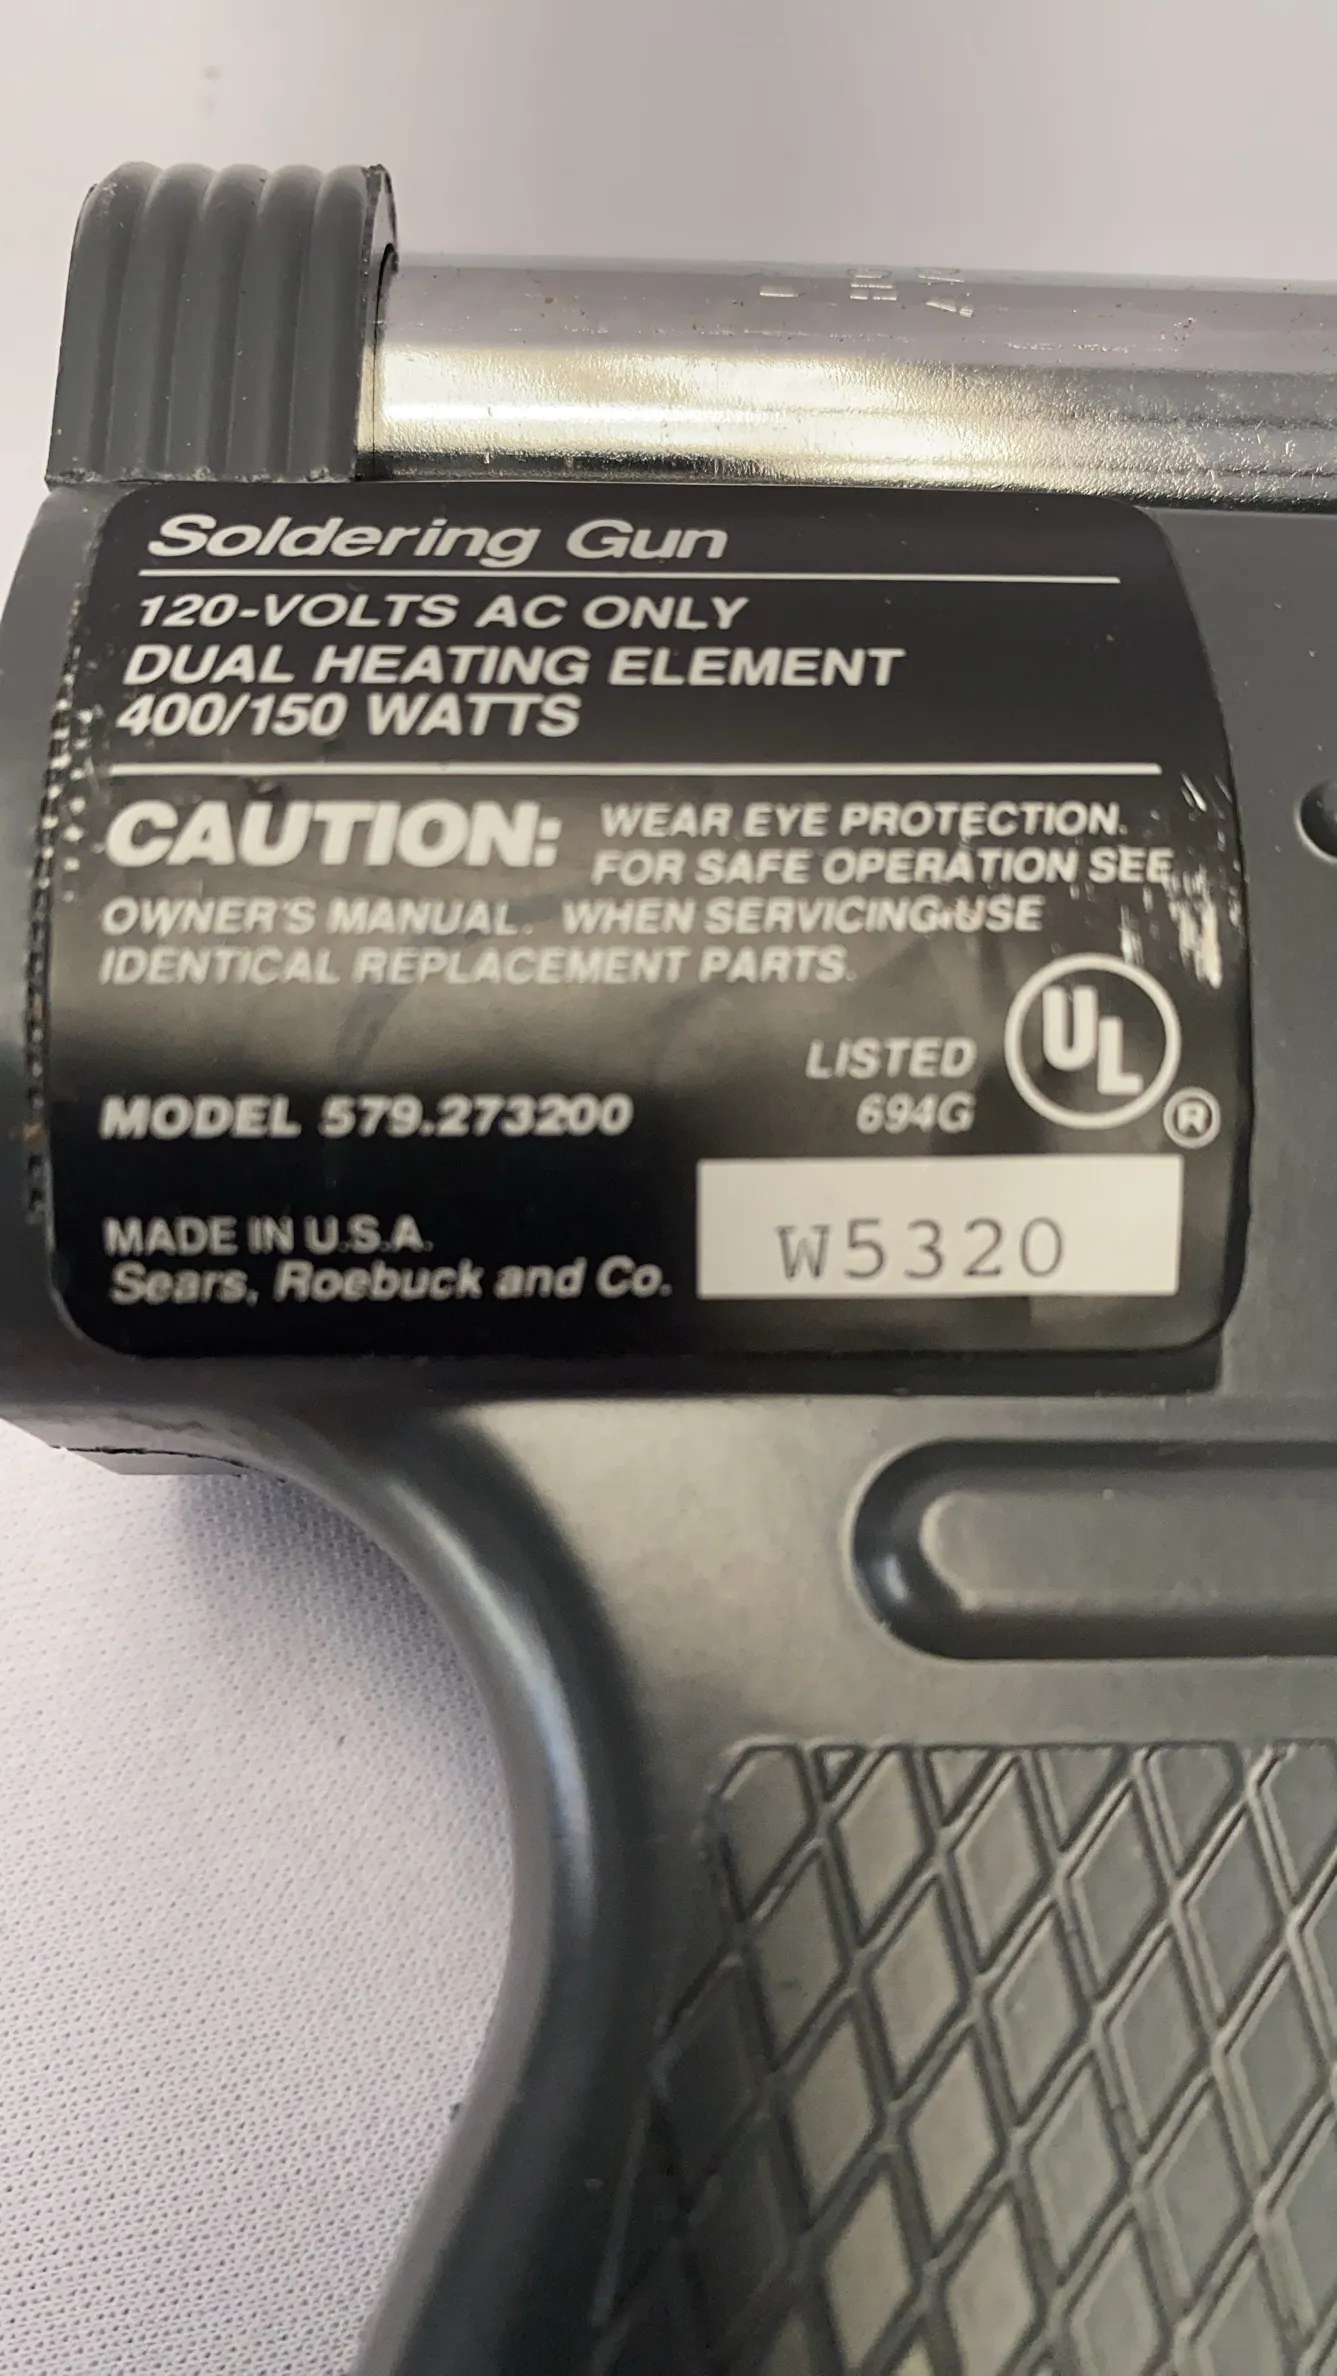 Soldering Gun
120-VOLTS AC ONLY
DUAL HEATING ELEMENT
400/150 WATTS
CAUTION: WEAR EYE PROTECTION.
FOR SAFE OPERATION SEE
OWNER'S MANUAL. WHEN SERVICING USE
IDENTICAL REPLACEMENT PARTS.
LISTED
694G
UL
®
MODEL 579.273200
W5320
MADE IN U.S.A.
Sears, Roebuck and Co.